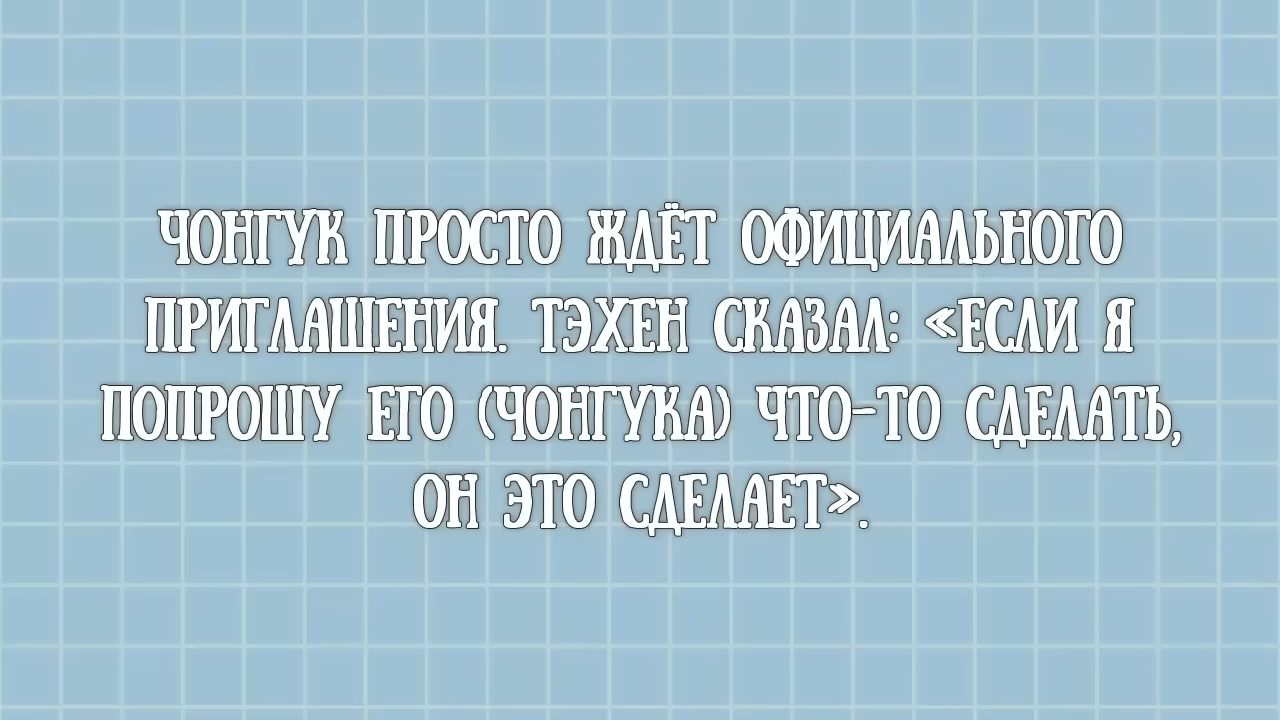 ЧОНГУК ПРОСТО ЖДЁТ ОФИЦИАЛЬНОГО
ПРИГЛАШЕНИЯ. ТЭХЕН СКАЗАЛ: «ЕСЛИ Я
ПОПРОШУ ЕГО (ЧОНГУКА) ЧТО-ТО СДЕЛАТЬ,
ОН ЭТО СДЕЛАЕТ».